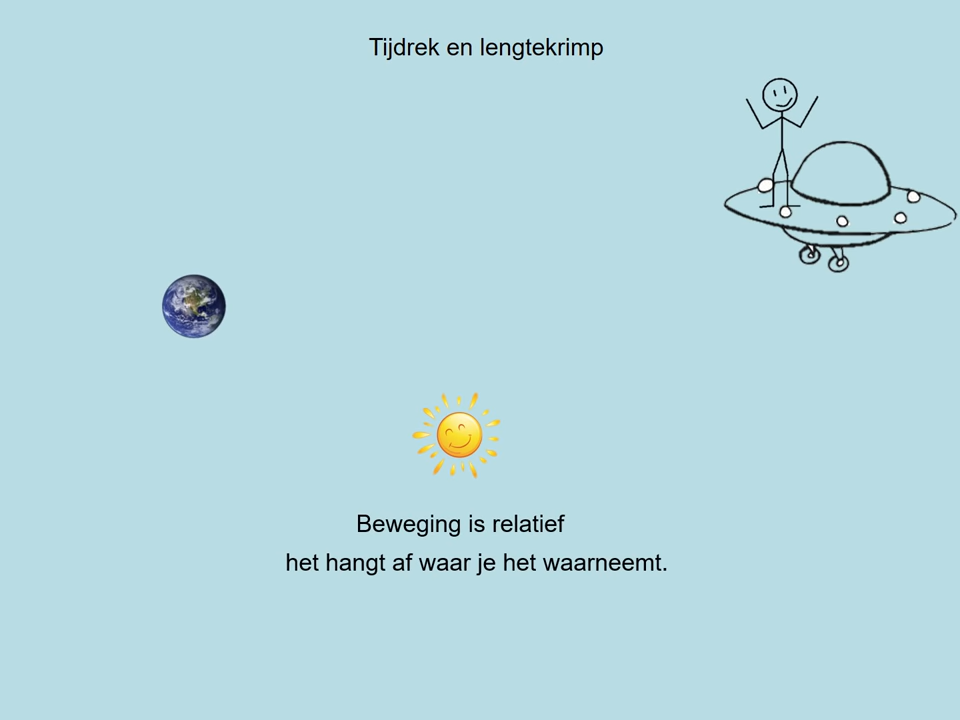 Tijdrek en lengtekrimp
Beweging is relatief
het hangt af waar je het waarneemt.